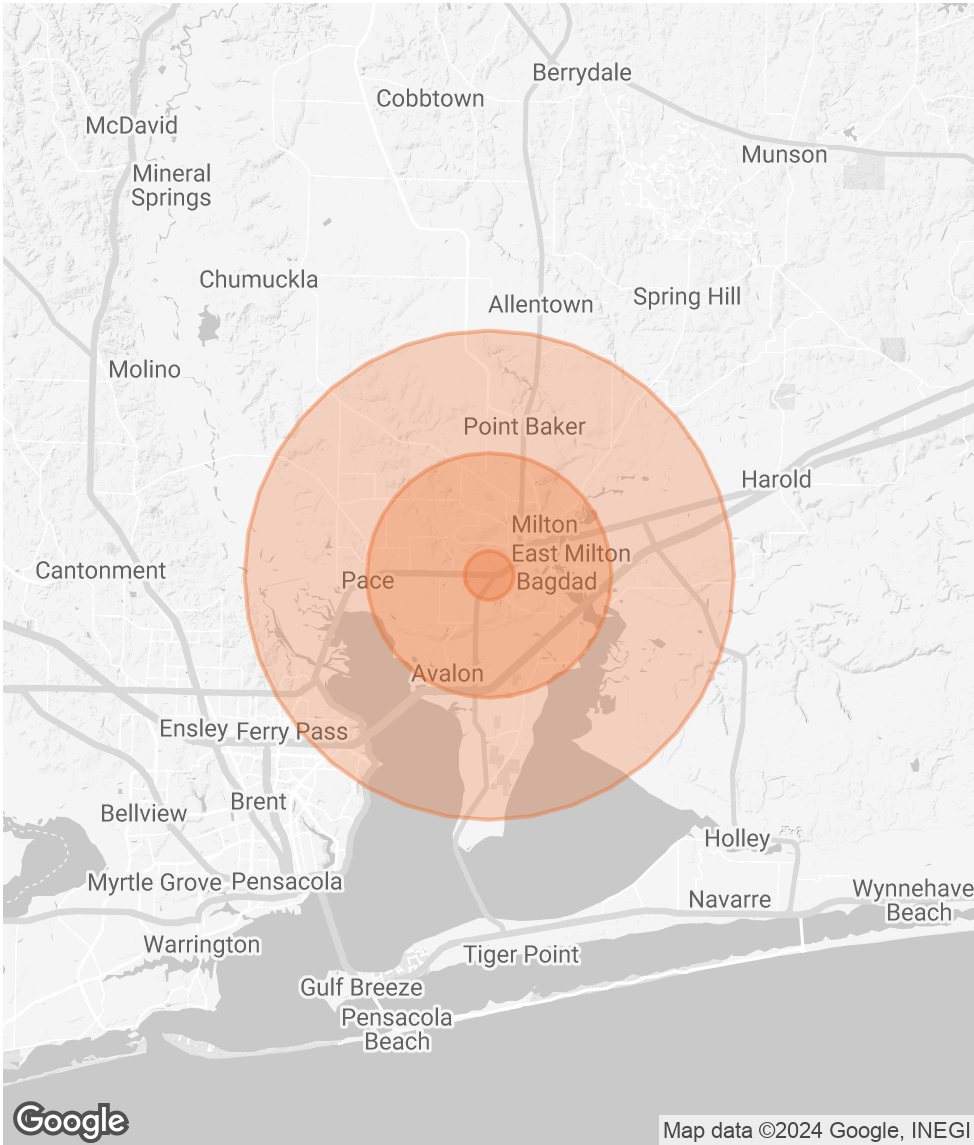 Berrydale
Cobbtown
McDavid
Munson
Mineral
Springs
Chumuckla
Spring Hill
Allentown
Molino
Point Baker
Harold
Milton
East Milton
Cantonment
Pace
Bagdad
Avalon
Ensley
Ferry Pass
Brent
Bellview
Holley
Myrtle Grove
Pensacola
Wynnehave
Beach
Navarre
Warrington
Tiger Point
Gulf Breeze
Pensacola
Beach
Google
Map data ©2024 Google, INEGI